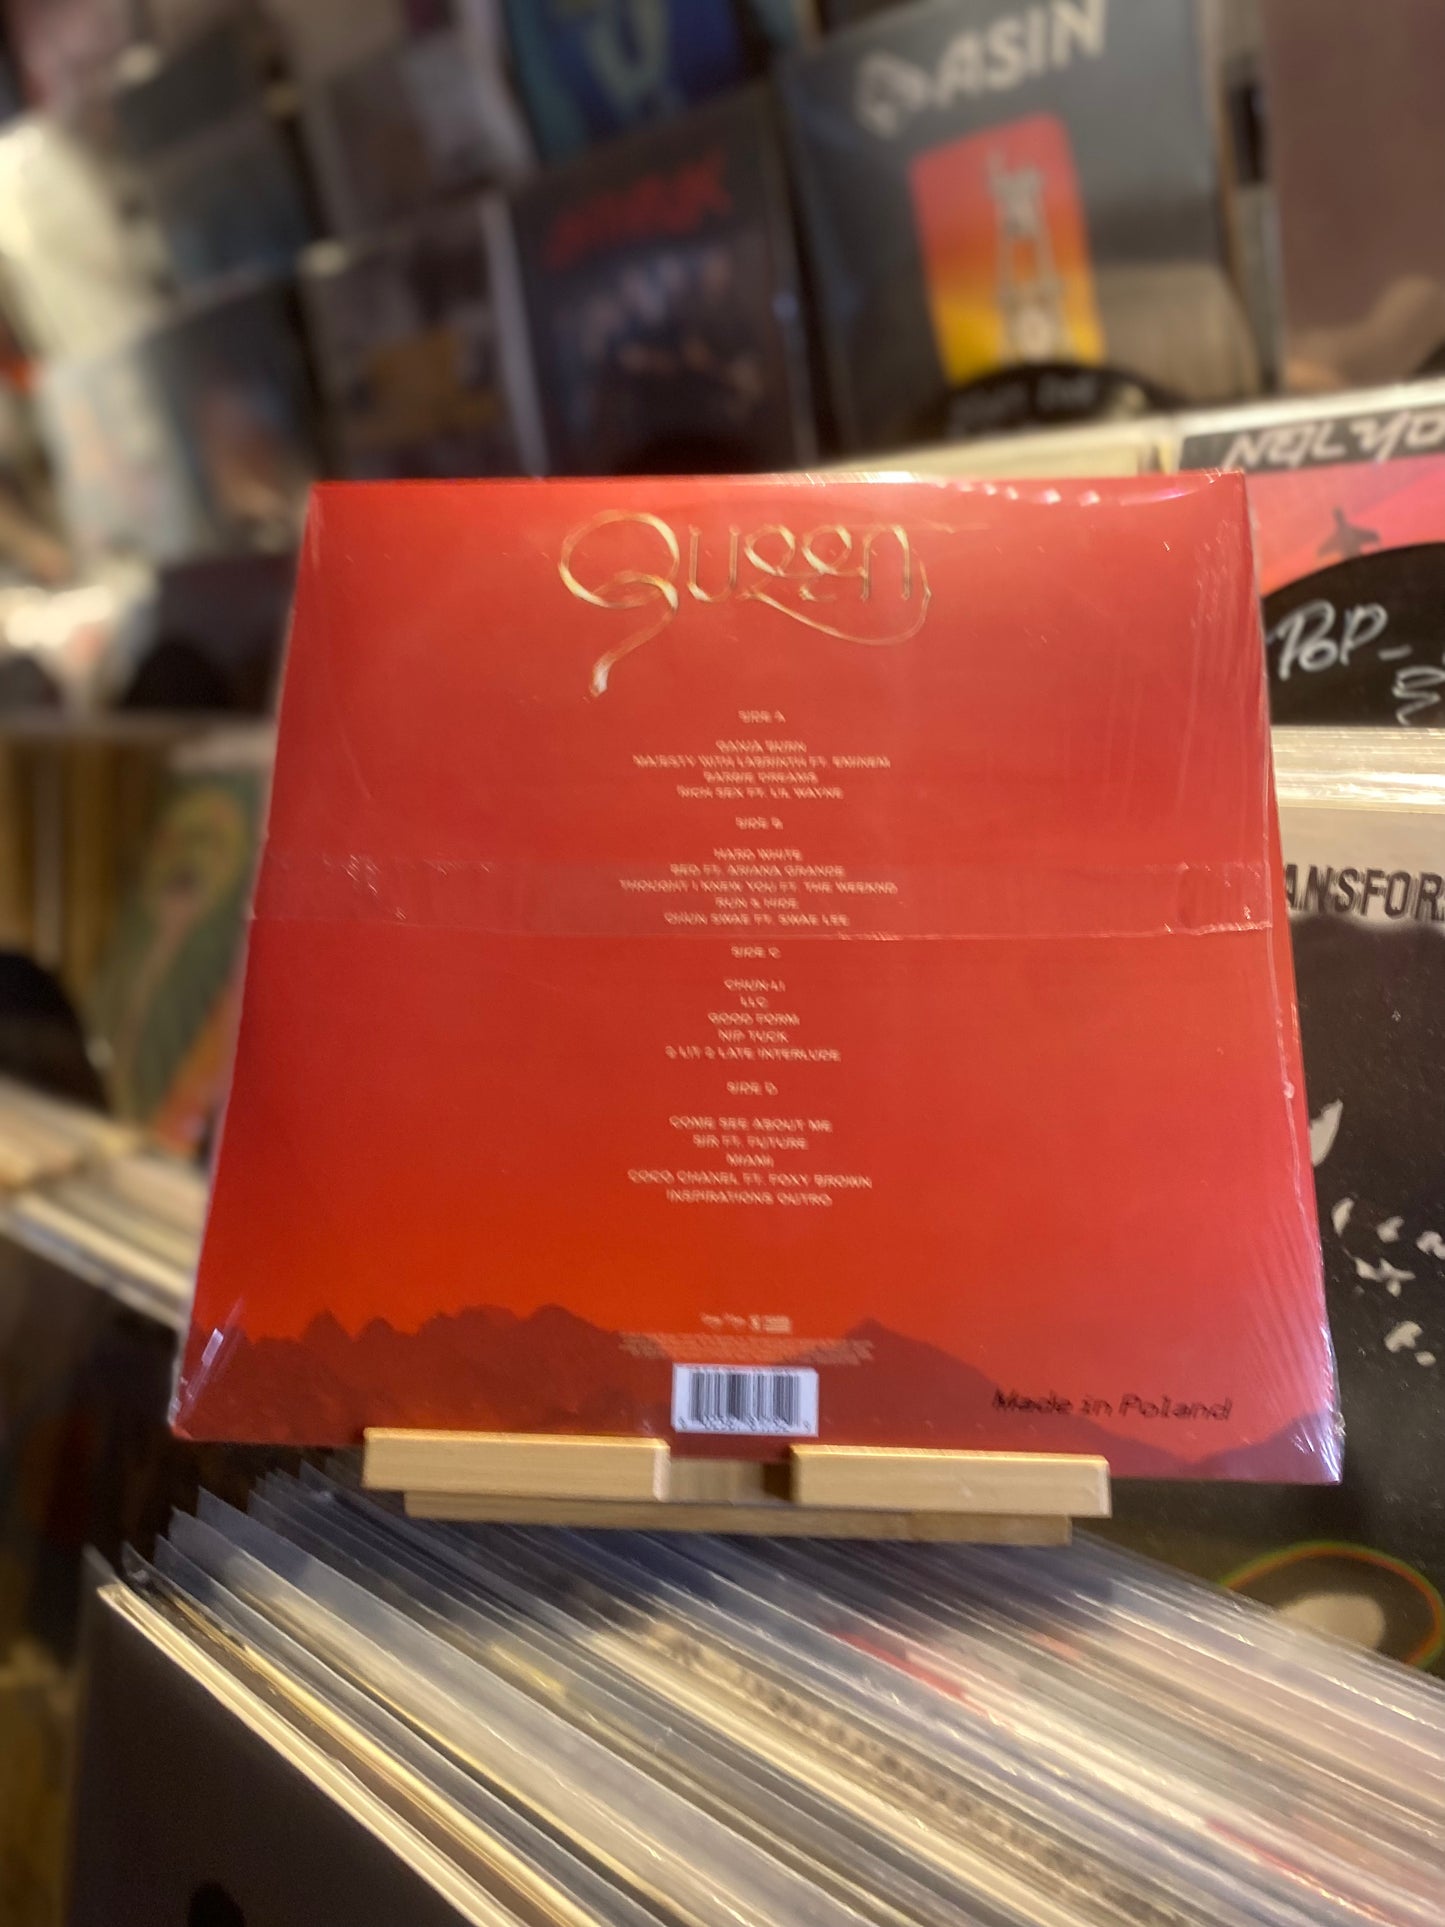 ASIN
NEIL YO
Queen
POP-
SIDE A
GANJA BURN
MAJESTY WITH LABRINTH FT. EMINEM
BARBIE DREAMS
RICH SEX FT. LIL WAYNE
SIDE B
HARD WHITE
BED FT. ARIANA GRANDE
THOUGHT I KNEW YOU FT. THE WEEKND
RUN & HIDE
CHUN SWAE FT. SWAE LEE
ANSFOR
SIDE C
CHUN-LI
LLC
GOOD FORM
NIP TUCK
2 LIT 2 LATE INTERLUDE
SIDE D
COME SEE ABOUT ME
SIR FT. FUTURE
MIAMI
COCO CHANEL FT. FOXY BROWN
INSPIRATIONS OUTRO
Made in Poland